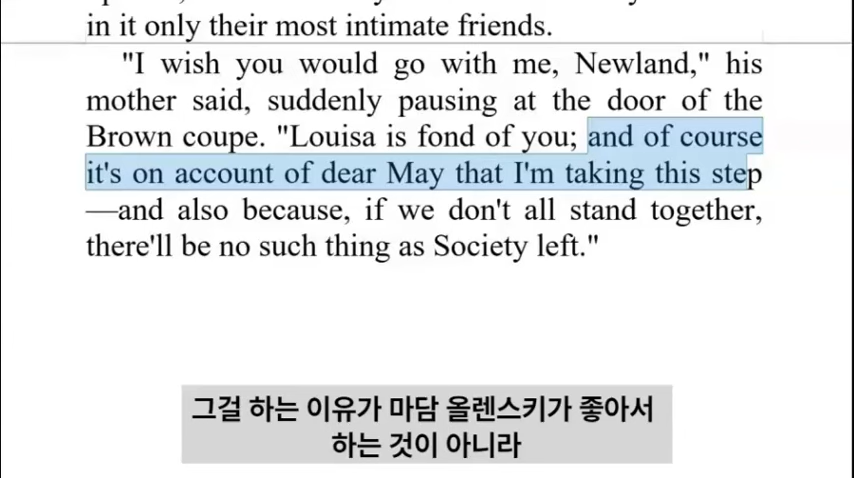 in it only their most intimate friends.
"I wish you would go with me, Newland," his
mother said, suddenly pausing at the door of the
Brown coupe. "Louisa is fond of you; and of course
it's on account of dear May that I'm taking this step
—and also because, if we don't all stand together,
there'll be no such thing as Society left."
그걸 하는 이유가 마담 올렌스키가 좋아서
하는 것이 아니라